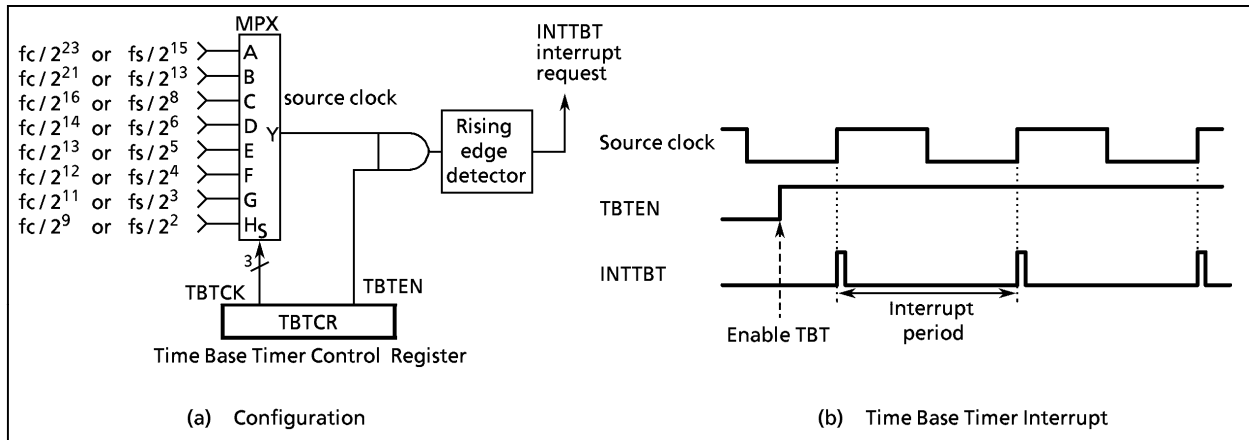 MPX
fc/2^23 or fs/2^15 A
fc/2^21 or fs/2^13 B
fc/2^16 or fs/2^8 C
fc/2^14 or fs/2^6 D
fc/2^13 or fs/2^5 E
fc/2^12 or fs/2^4 F
fc/2^11 or fs/2^3 G
fc/2^9 or fs/2^2 H
S
Y
source clock
3
TBTCK
TBTEN
TBTCR
Time Base Timer Control Register
Rising
edge
detector
INTTBT
interrupt
request
(a) Configuration
Source clock
TBTEN
INTTBT
Enable TBT
Interrupt
period
(b) Time Base Timer Interrupt